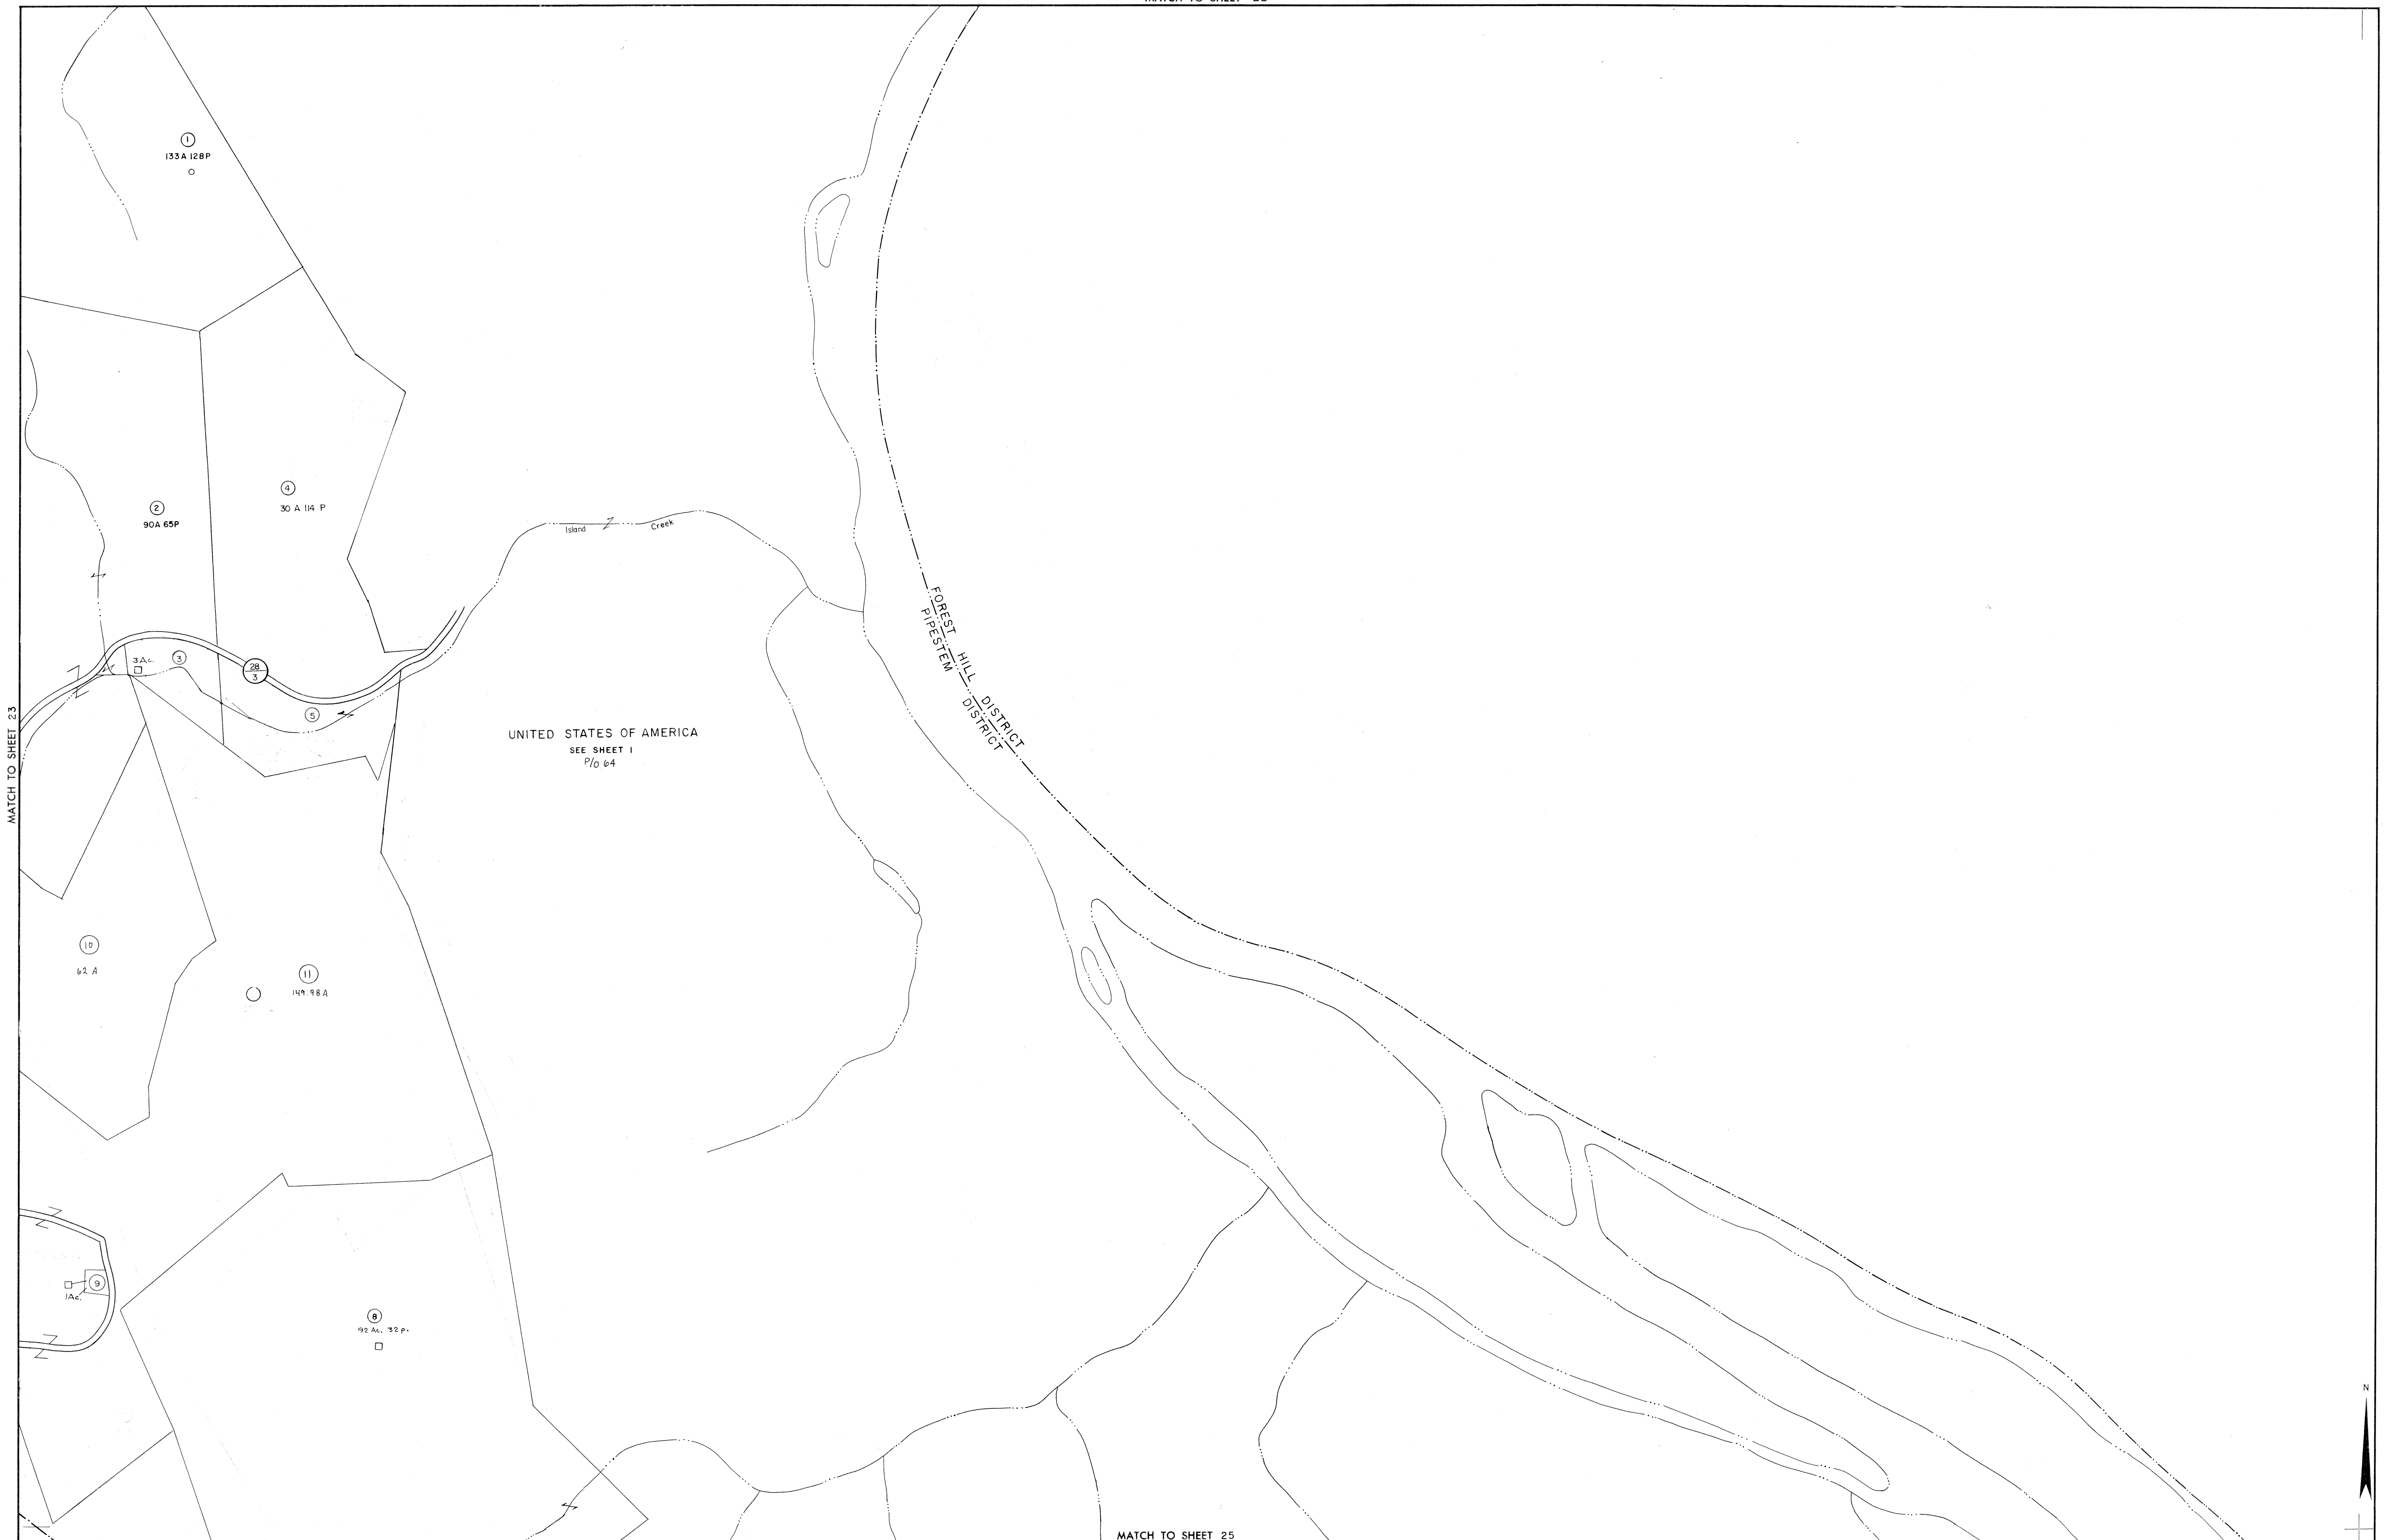 1
133A 128P
4
30 A 114 P
2
90A 65P
Island Creek
FOREST HILL DISTRICT
PIPESTEM DISTRICT
3 Ac.
3
28
3
5
UNITED STATES OF AMERICA
SEE SHEET 1
P/O 64
MATCH TO SHEET 23
10
62 A
11
149.98 A
9
1Ac.
8
92 Ac. 32 p.
N
MATCH TO SHEET 25